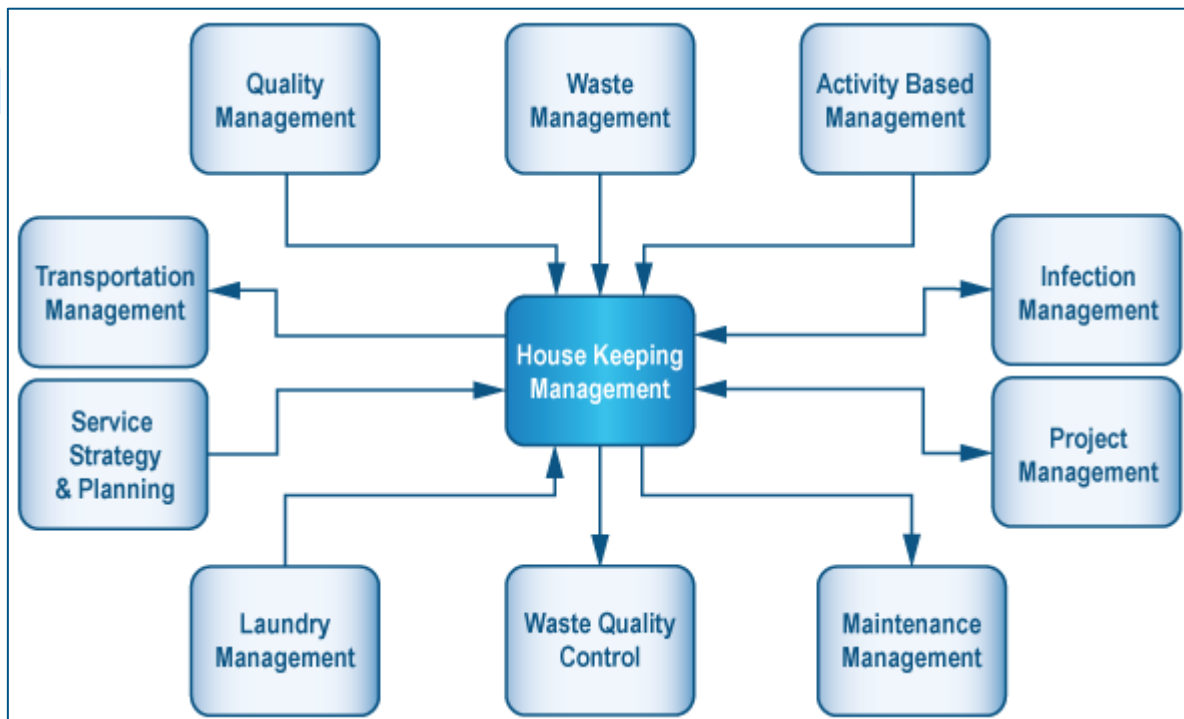 Quality
Management
Waste
Management
Activity Based
Management
Transportation
Management
Infection
Management
House Keeping
Management
Service
Strategy
& Planning
Project
Management
Laundry
Management
Waste Quality
Control
Maintenance
Management